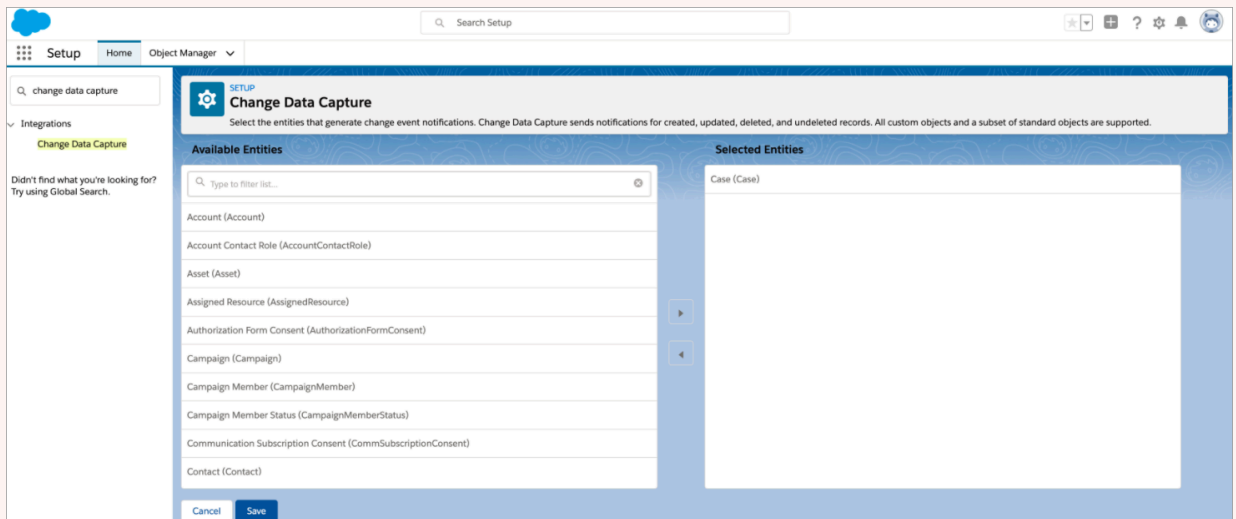 Search Setup
Setup
Home
Object Manager
change data capture
Integrations
Change Data Capture
Didn't find what you're looking for?
Try using Global Search.
SETUP
Change Data Capture
Select the entities that generate change event notifications. Change Data Capture sends notifications for created, updated, deleted, and undeleted records. All custom objects and a subset of standard objects are supported.
Available Entities
Type to filter list...
Account (Account)
Account Contact Role (AccountContactRole)
Asset (Asset)
Assigned Resource (AssignedResource)
Authorization Form Consent (AuthorizationFormConsent)
Campaign (Campaign)
Campaign Member (CampaignMember)
Campaign Member Status (CampaignMemberStatus)
Communication Subscription Consent (CommSubscriptionConsent)
Contact (Contact)
Selected Entities
Case (Case)
Cancel
Save